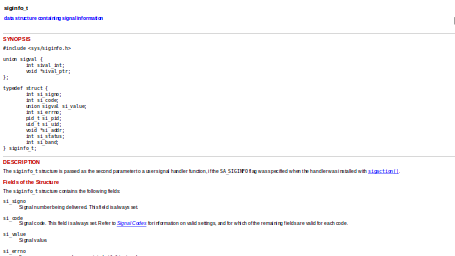 siginfo_t
data structure containing signal information
SYNOPSIS
#include <sys/siginfo.h>
union sigval {
int sival_int;
void *sival_ptr;
};
typedef struct {
int si_signo;
int si_code;
union sigval si_value;
int si_errno;
pid_t si_pid;
uid_t si_uid;
void *si_addr;
int si_status;
int si_band;
} siginfo_t;
DESCRIPTION
The siginfo_t structure is passed as the second parameter to a user signal handler function, if the SA_SIGINFO flag was specified when the handler was installed with sigaction().
Fields of the Structure
The siginfo_t structure contains the following fields:
si_signo
Signal number being delivered. This field is always set.
si_code
Signal code. This field is always set. Refer to Signal Codes for information on valid settings, and for which of the remaining fields are valid for each code.
si_value
Signal value.
si_errno